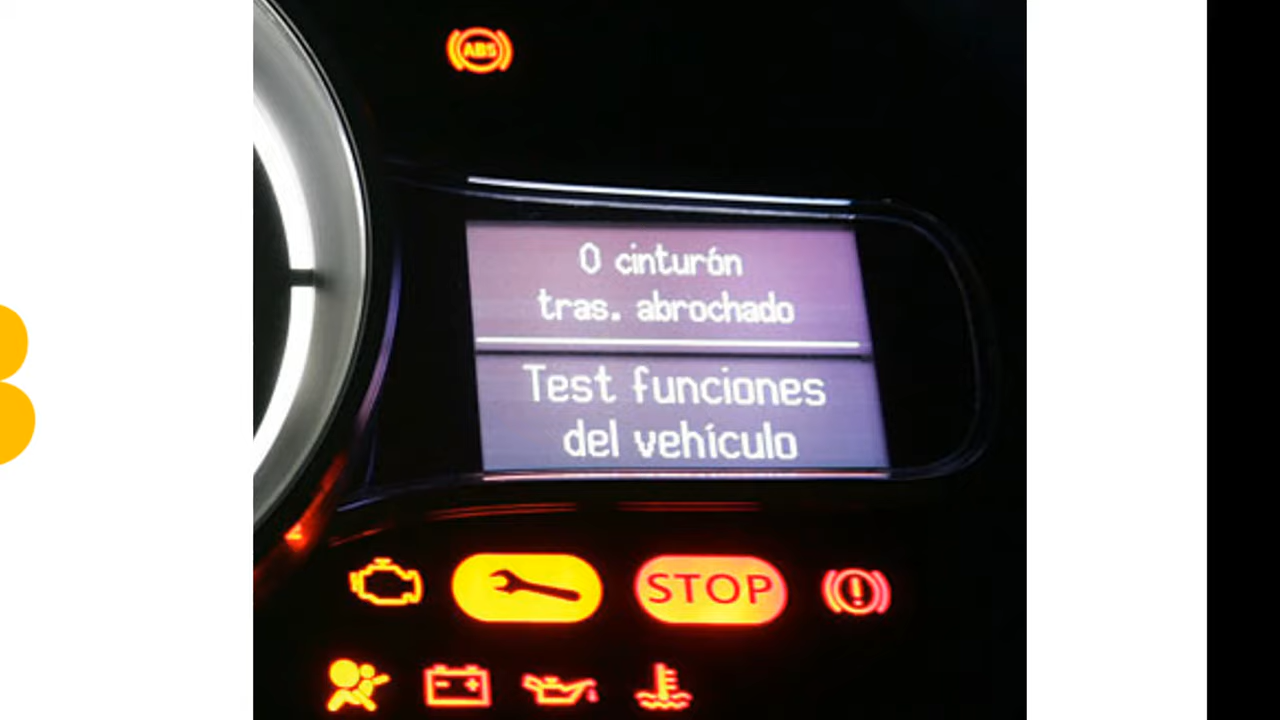 ABS
0 cinturón
tras. abrochado
Test funciones
del vehículo
STOP